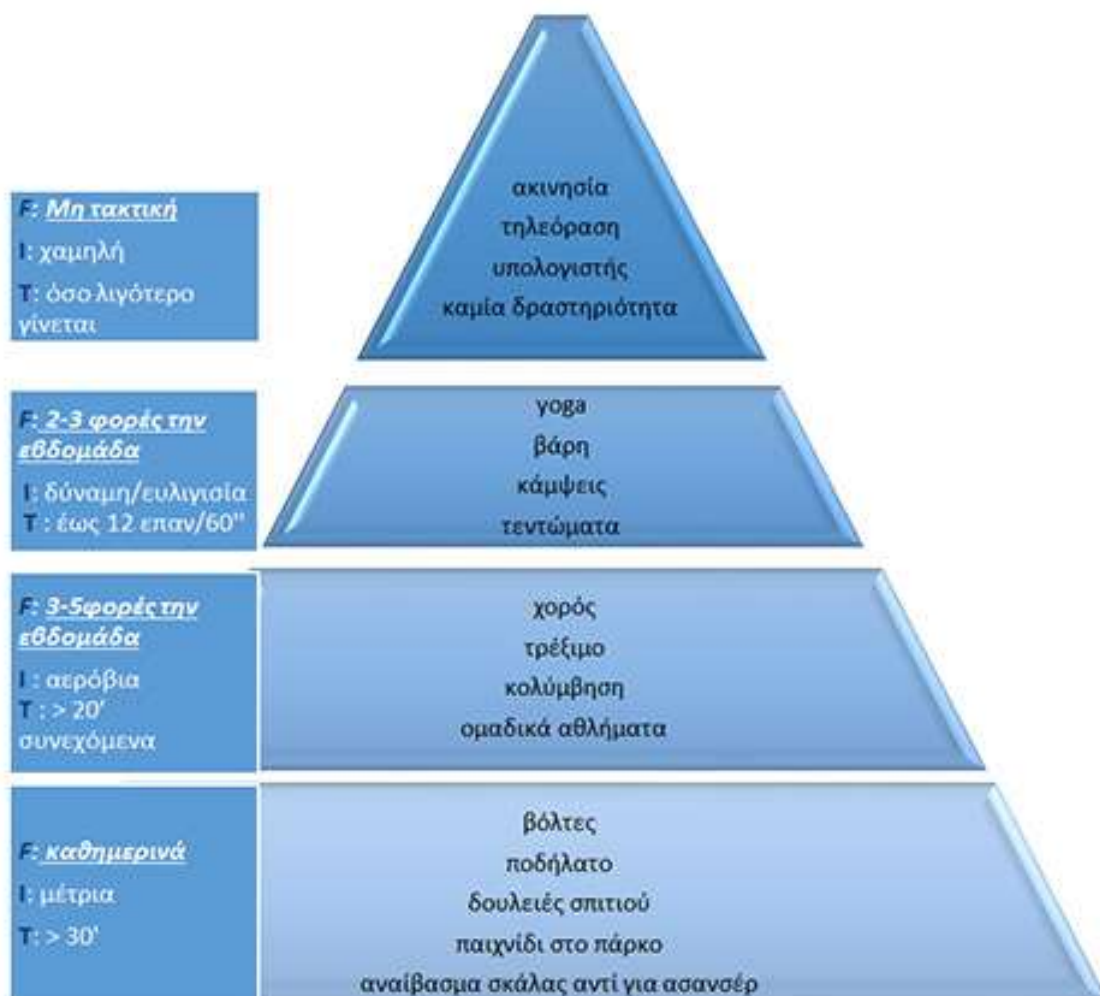 F: Μη τακτική
I: χαμηλή
T: όσο λιγότερο
γίνεται
ακινησία
τηλεόραση
υπολογιστής
καμία δραστηριότητα
F: 2-3 φορές την
εβδομάδα
I: δύναμη/ευλιγισία
T : έως 12 επαν/60"
yoga
βάρη
κάμψεις
τεντώματα
F: 3-5φορές την
εβδομάδα
I : αερόβια
T : > 20'
συνεχόμενα
χορός
τρέξιμο
κολύμβηση
ομαδικά αθλήματα
F: καθημερινά
I: μέτρια
T: > 30'
βόλτες
ποδήλατο
δουλειές σπιτιού
παιχνίδι στο πάρκο
αναίβασμα σκάλας αντί για ασανσέρ